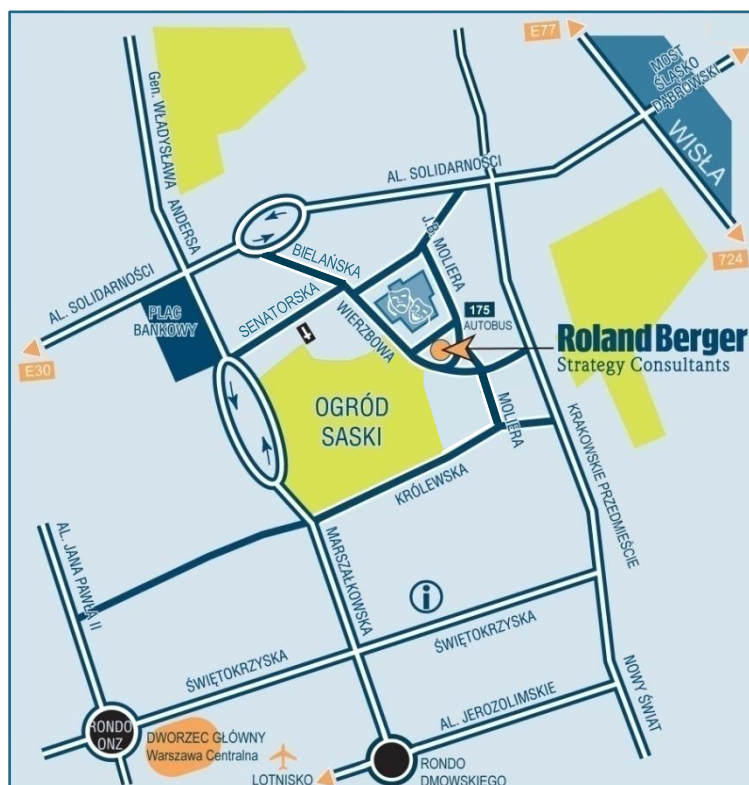 E77
MOST
ŚLĄSKO
DĄBROWSKI
WISŁA
724
Gen. WŁADYSŁAWA ANDERSA
AL. SOLIDARNOŚCI
AL. SOLIDARNOŚCI
E30
BIELAŃSKA
J.B. MOLIERA
PLAC
BANKOWY
SENATORSKA
WIERZBOWA
175
AUTOBUS
Roland Berger
Strategy Consultants
OGRÓD
SASKI
MOLIERA
KRÓLEWSKA
KRAKOWSKIE PRZEDMIEŚCIE
AL. JANA PAWŁA II
MARSZAŁKOWSKA
i
ŚWIĘTOKRZYSKA
ŚWIĘTOKRZYSKA
NOWY ŚWIAT
AL. JEROZOLIMSKIE
RONDO
ONZ
DWORZEC GŁÓWNY
Warszawa Centralna
LOTNISKO
RONDO
DMOWSKIEGO